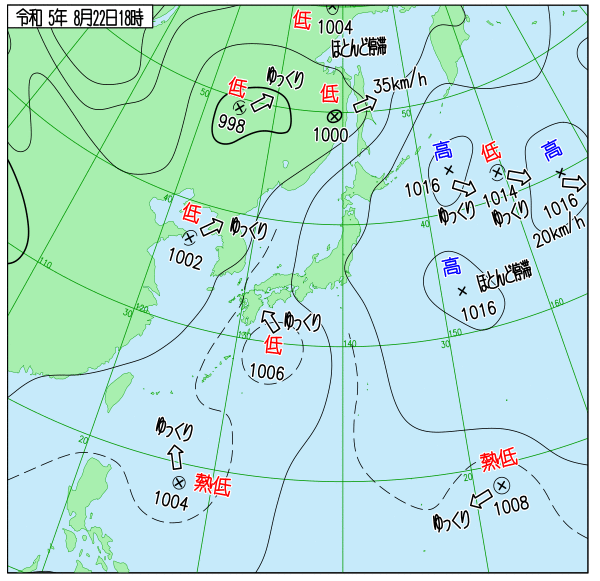 令和 5年 8月22日18時
低
1004
ほとんど停滞
低
ゆっくり
998
低
35km/h
1000
50
50
高
1016
ゆっくり
低
1014
ゆっくり
高
1016
20km/h
40
40
低
ゆっくり
1002
高
ほとんど停滞
1016
110
120
30
130
140
30
150
160
ゆっくり
低
1006
20
ゆっくり
熱低
1004
20
熱低
1008
ゆっくり